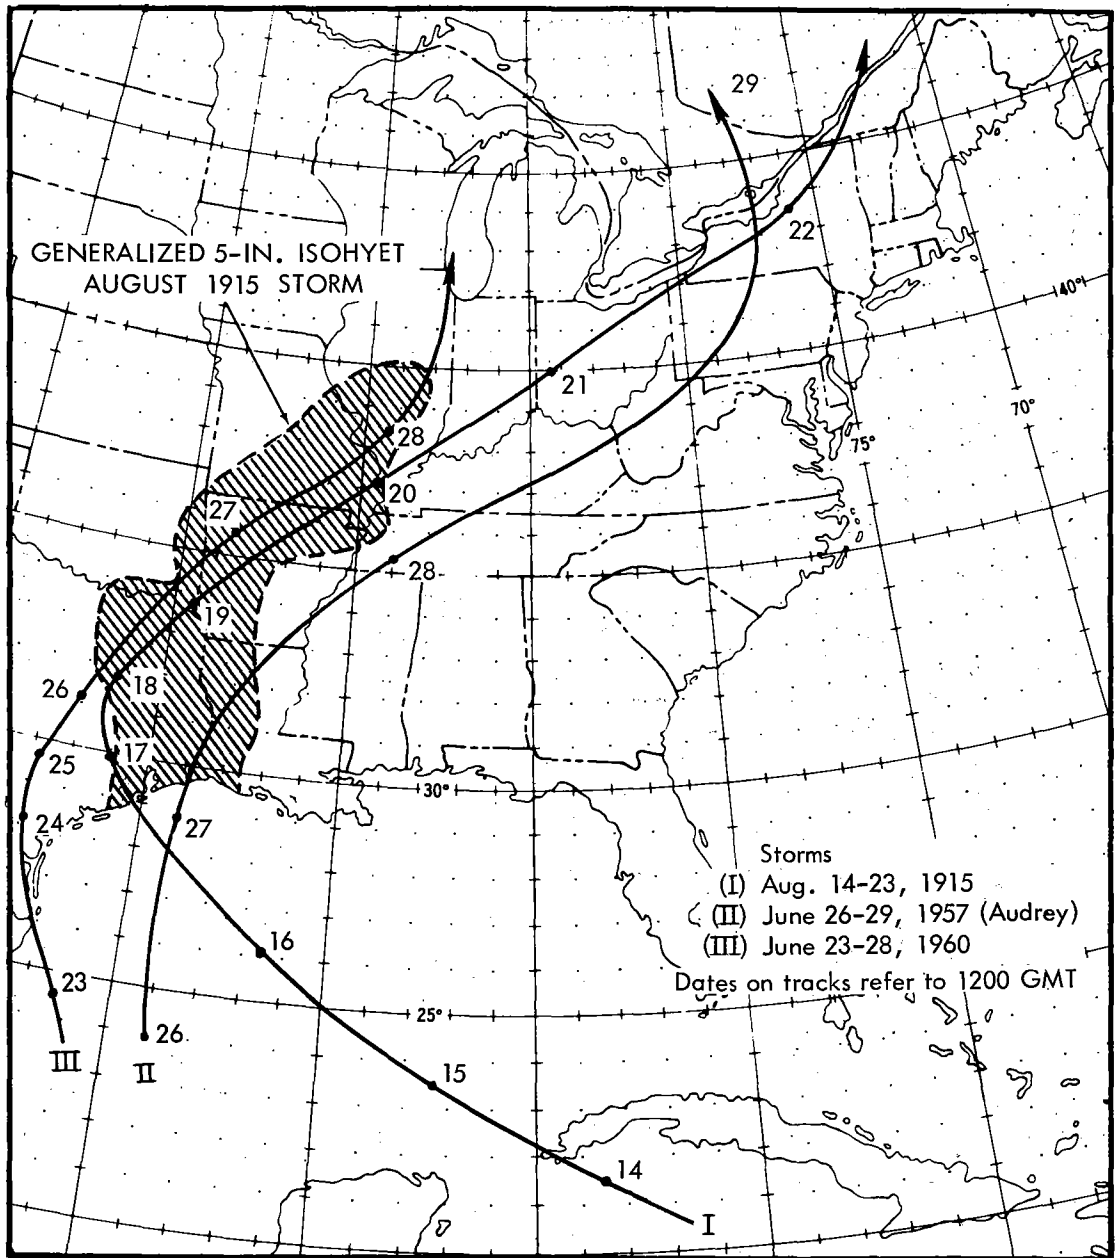 29
22
GENERALIZED 5-IN. ISOHYET
AUGUST 1915 STORM
40°
21
70°
75°
28
20
27
28
19
26
18
17
25
30°
24
27
Storms
(I) Aug. 14-23, 1915
(II) June 26-29, 1957 (Audrey)
(III) June 23-28, 1960
Dates on tracks refer to 1200 GMT
16
23
25°
26
III
II
15
14
I